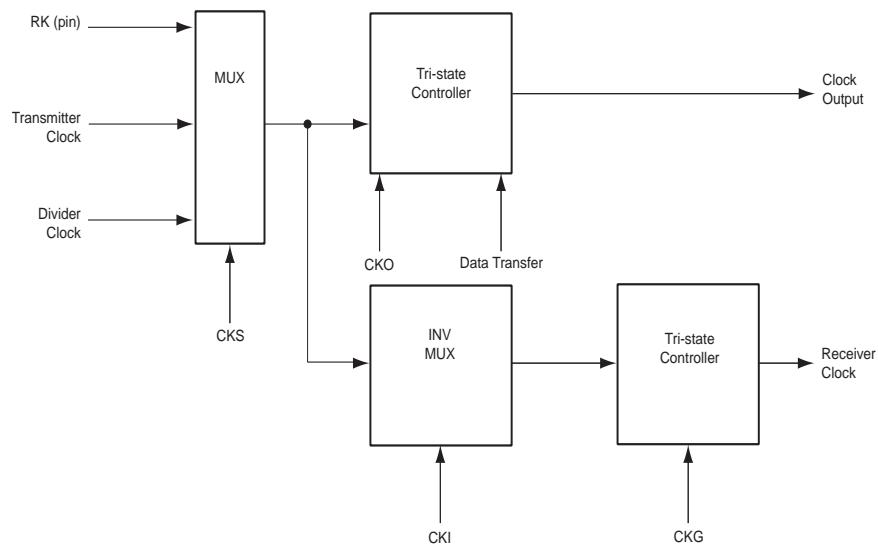 RK (pin)
MUX
Tri-state
Controller
Clock
Output
Transmitter
Clock
Divider
Clock
CKO
Data Transfer
CKS
INV
MUX
Tri-state
Controller
Receiver
Clock
CKI
CKG